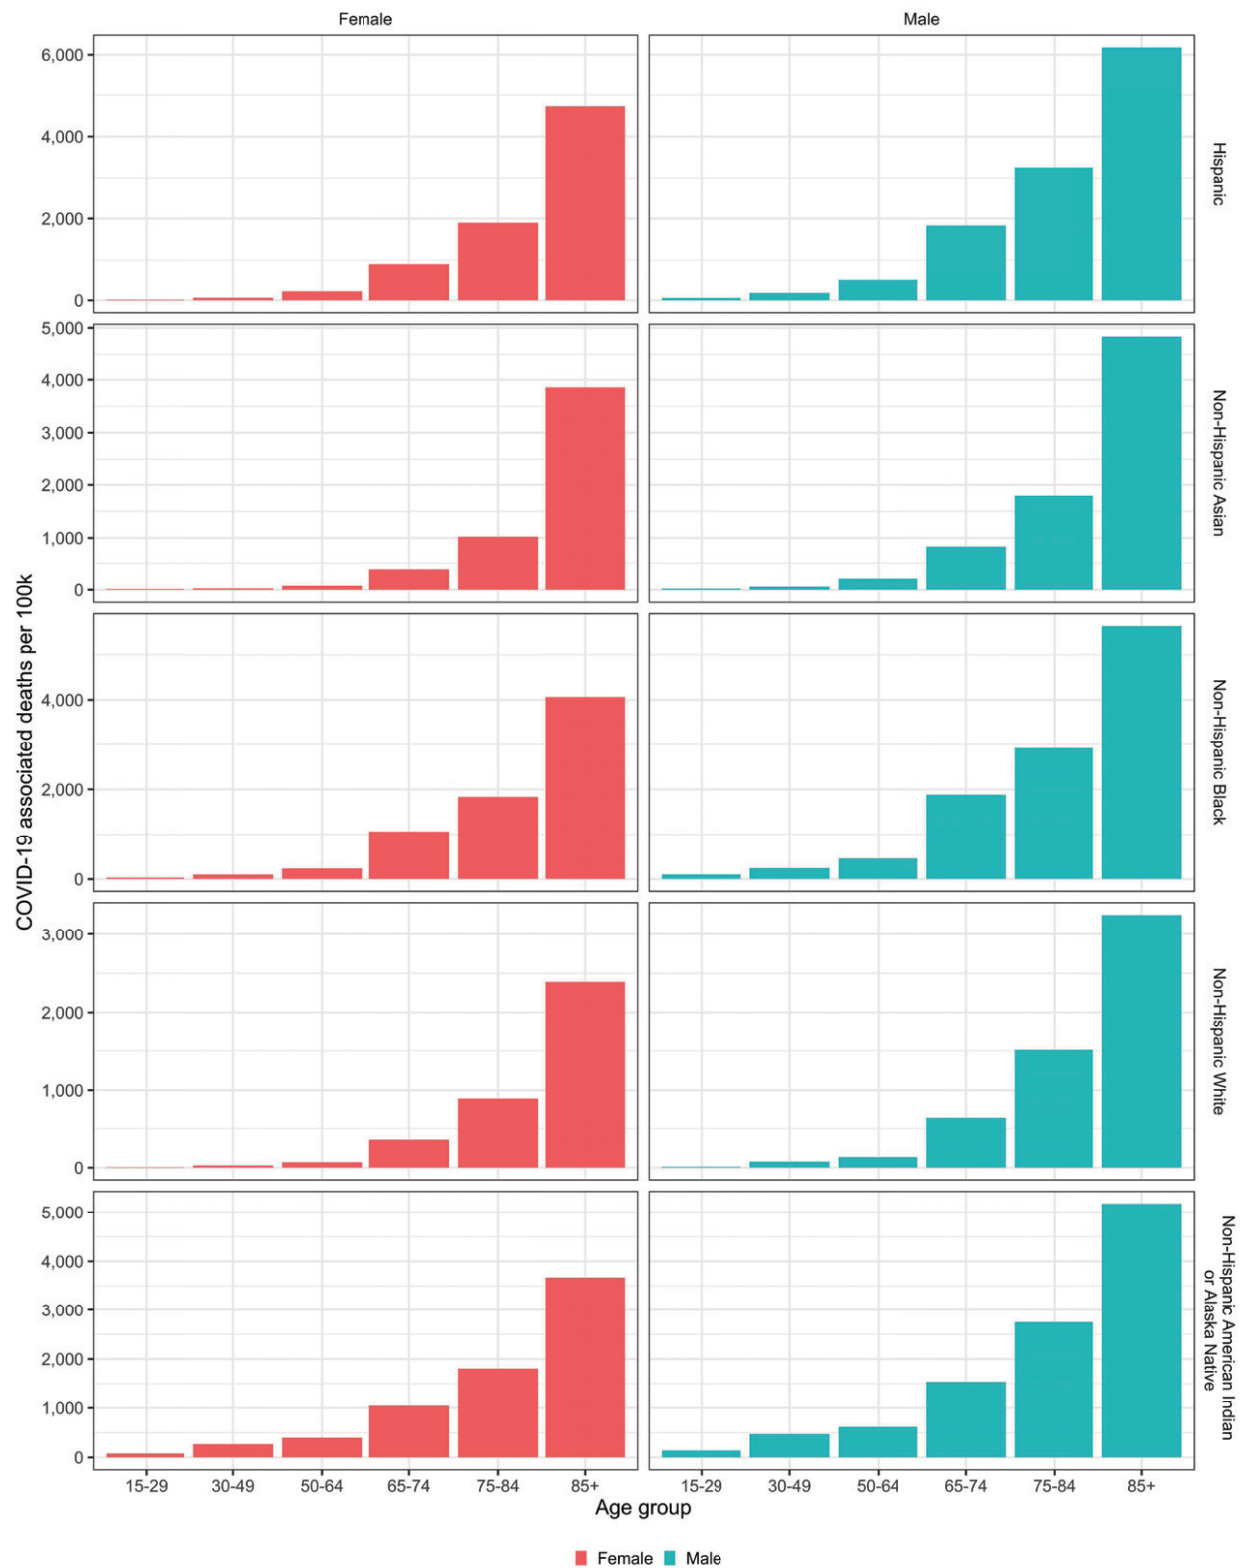 Female
Male
6,000
4,000
2,000
0
Hispanic
5,000
4,000
3,000
2,000
1,000
0
Non-Hispanic Asian
4,000
2,000
0
Non-Hispanic Black
3,000
2,000
1,000
0
Non-Hispanic White
5,000
4,000
3,000
2,000
1,000
0
Non-Hispanic American Indian
or Alaska Native
COVID-19 associated deaths per 100k
15-29
30-49
50-64
65-74
75-84
85+
15-29
30-49
50-64
65-74
75-84
85+
Age group
Female
Male